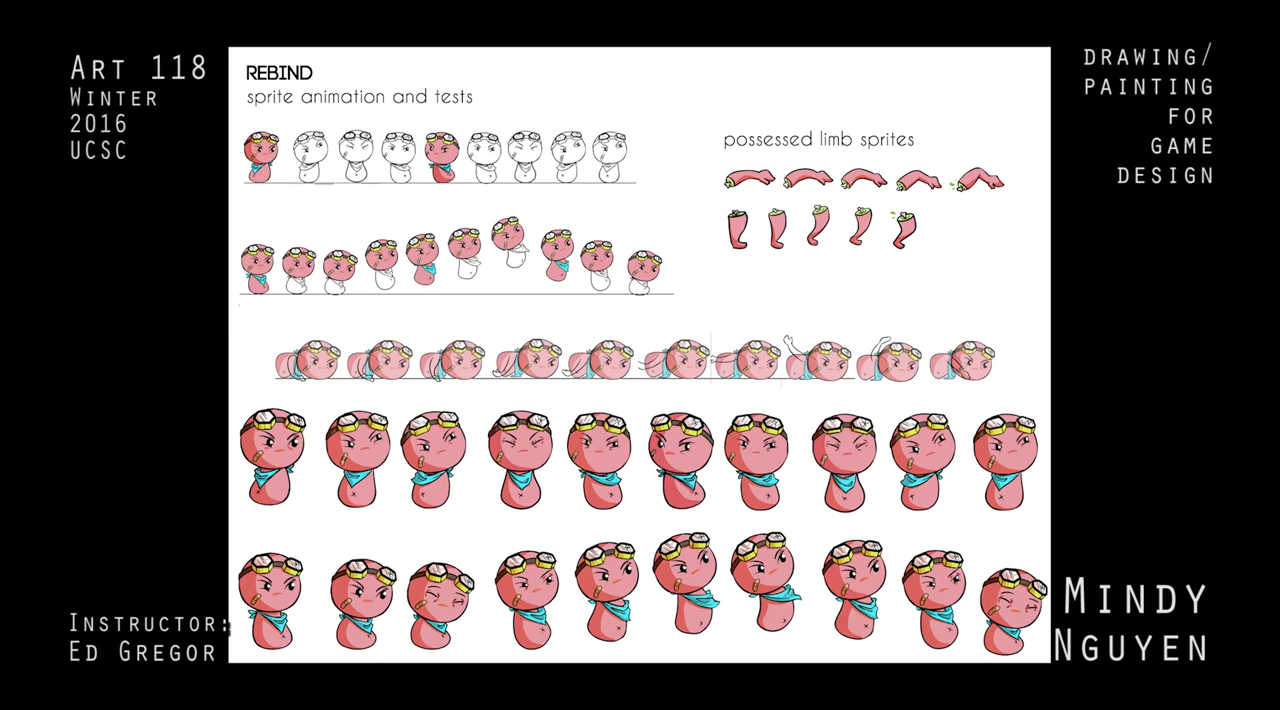 Art 118
Winter
2016
UCSC
REBIND
sprite animation and tests
possessed limb sprites
DRAWING/
PAINTING
FOR
GAME
DESIGN
Instructor:
Ed Gregor
Mindy
Nguyen